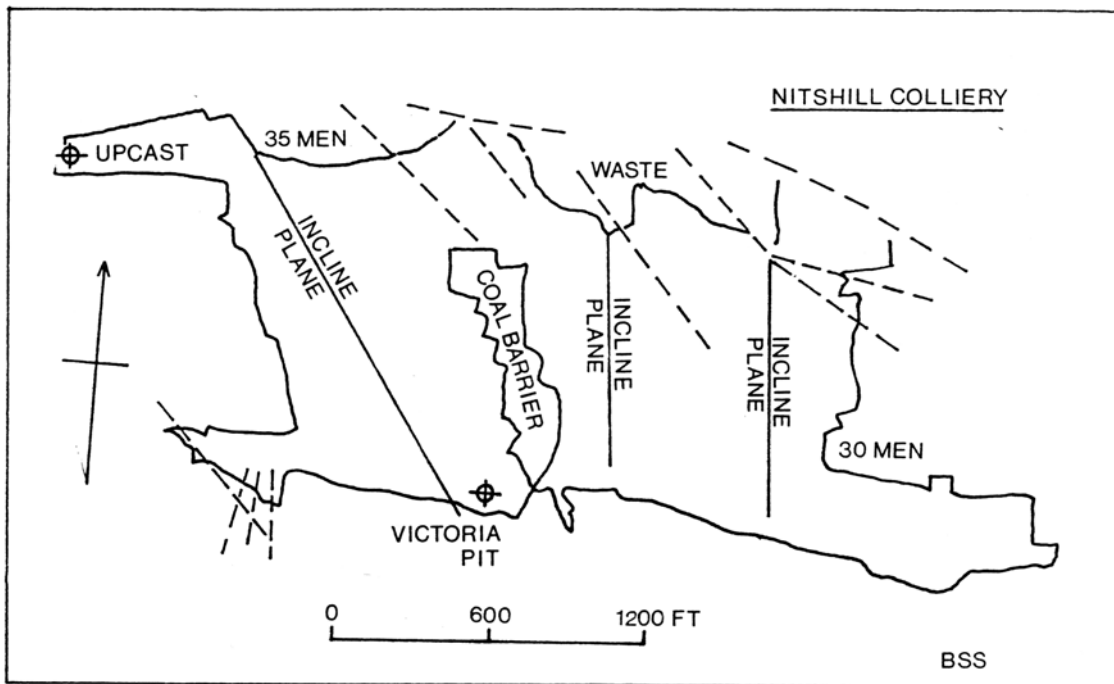 NITSHILL COLLIERY
35 MEN
UPCAST
WASTE
INCLINE
PLANE
COAL BARRIER
INCLINE
PLANE
INCLINE
PLANE
30 MEN
VICTORIA
PIT
0 600 1200 FT
BSS